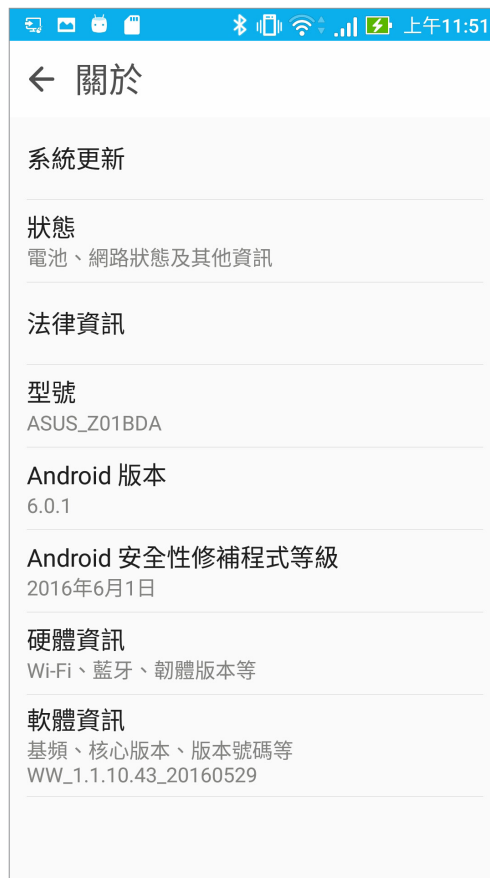 上午11:51
關於
系統更新
狀態
電池、網路狀態及其他資訊
法律資訊
型號
ASUS_Z01BDA
Android 版本
6.0.1
Android 安全性修補程式等級
2016年6月1日
硬體資訊
Wi-Fi、藍牙、韌體版本等
軟體資訊
基頻、核心版本、版本號碼等
WW_1.1.10.43_20160529